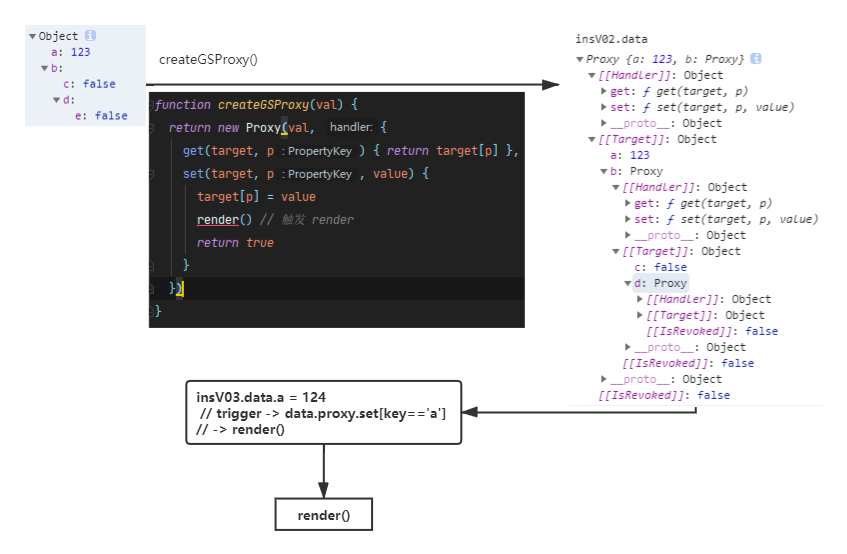 Object i
a: 123
b:
c: false
d:
e: false
createGSProxy()
function createGSProxy(val) {
return new Proxy(val, handler: {
get(target, p : PropertyKey ) { return target[p] },
set(target, p : PropertyKey , value) {
target[p] = value
render() // 触发 render
return true
}
})
}
insV02.data
Proxy {a: 123, b: Proxy} i
[[Handler]]: Object
get: ƒ get(target, p)
set: ƒ set(target, p, value)
__proto__: Object
[[Target]]: Object
a: 123
b: Proxy
[[Handler]]: Object
get: ƒ get(target, p)
set: ƒ set(target, p, value)
__proto__: Object
[[Target]]: Object
c: false
d: Proxy
[[Handler]]: Object
[[Target]]: Object
[[IsRevoked]]: false
__proto__: Object
[[IsRevoked]]: false
__proto__: Object
[[IsRevoked]]: false
insV03.data.a = 124
// trigger -> data.proxy.set[key=='a']
// -> render()
render()